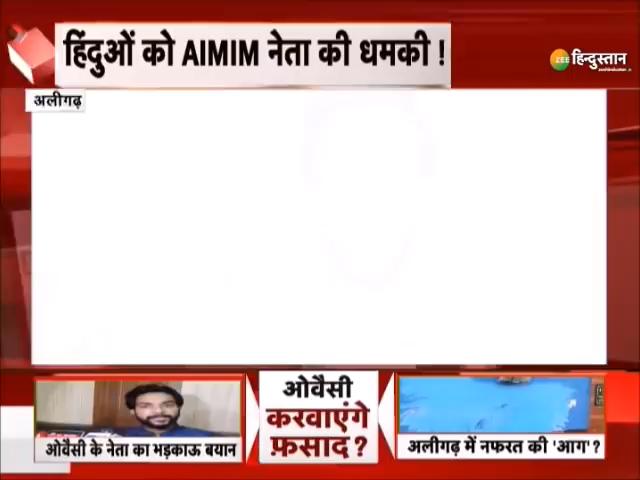 हिंदुओं को AIMIM नेता की धमकी !
ZEE हिन्दुस्तान
अलीगढ़
ओवैसी के नेता का भड़काऊ बयान
ओवैसी
करवाएंगे
फ़साद ?
अलीगढ़ में नफरत की 'आग' ?